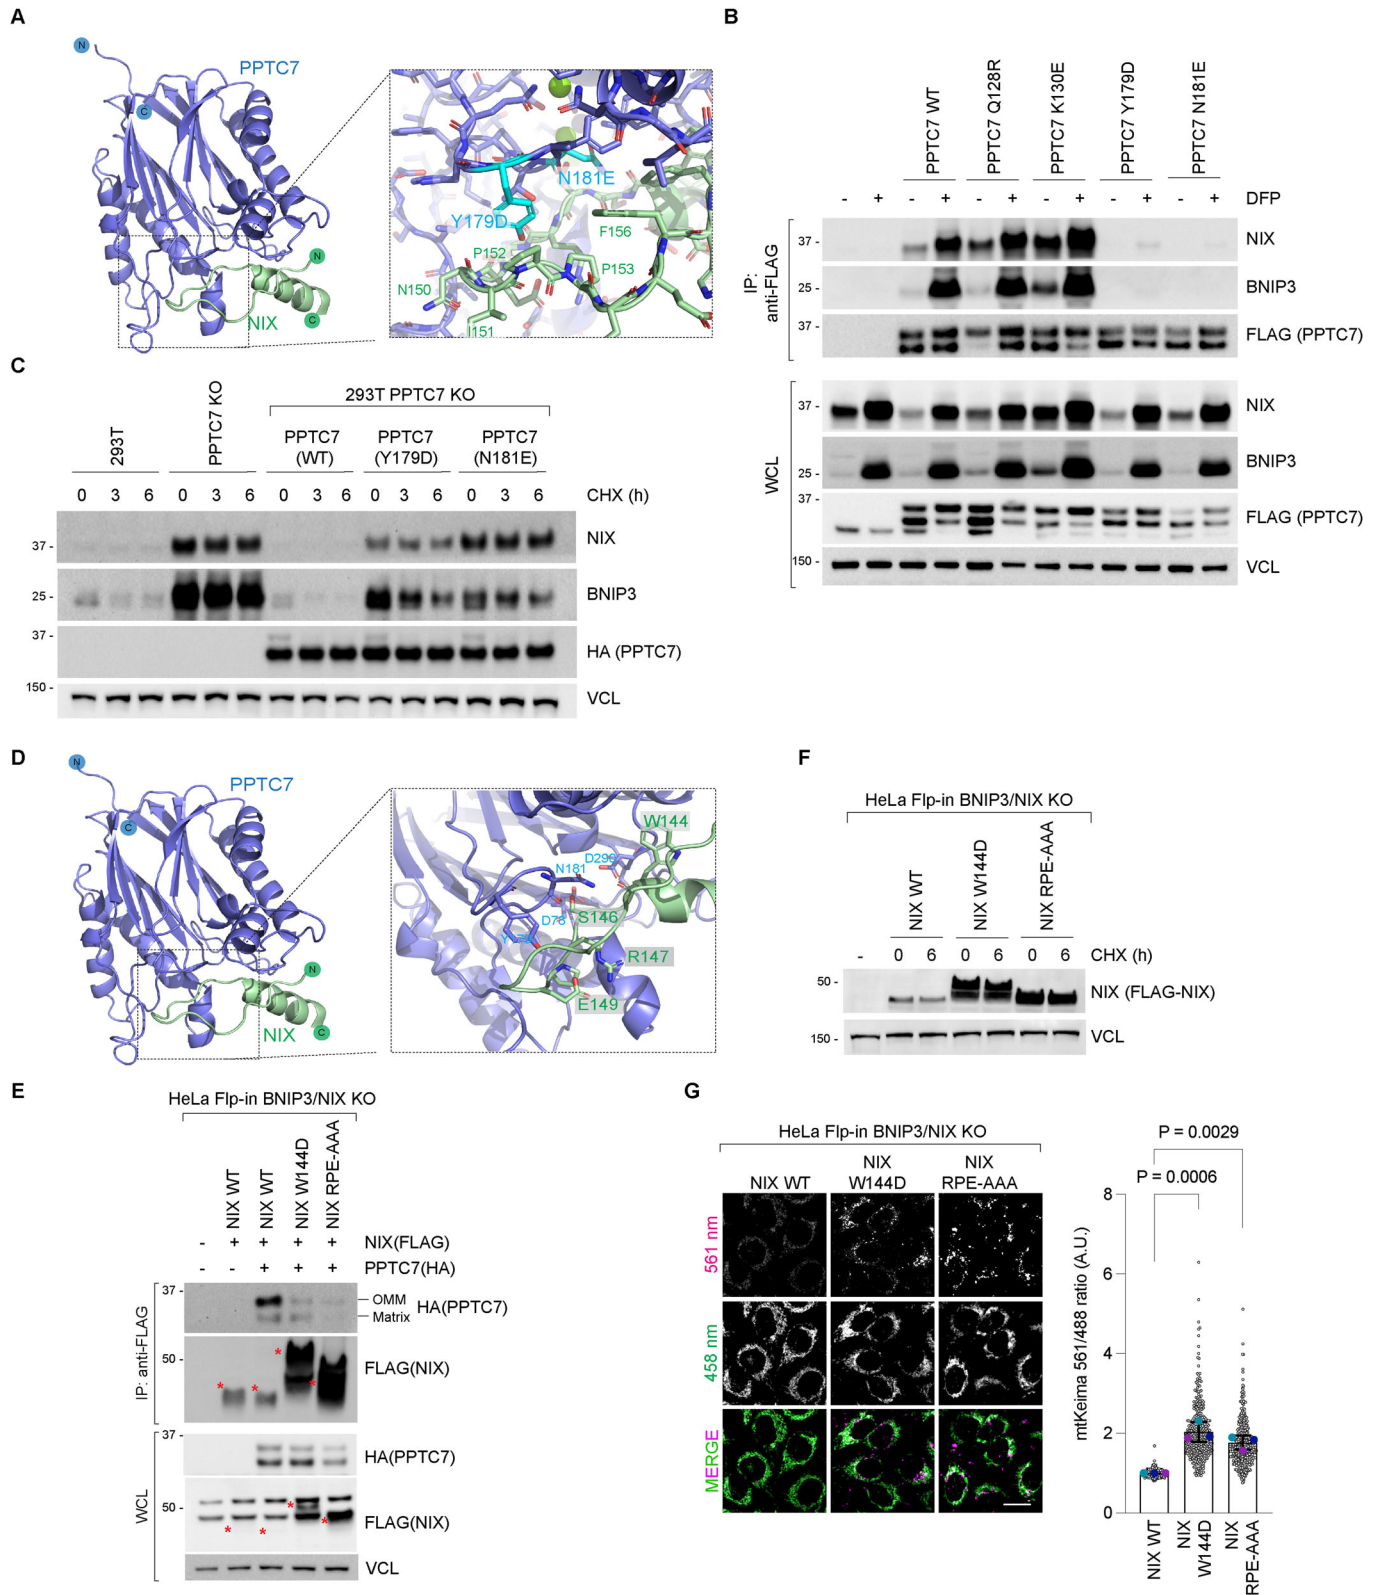 A
N
PPTC7
C
N
NIX
C
N181E
Y179D
F156
P152
P153
N150
I151
B
PPTC7 WT
PPTC7 Q128R
PPTC7 K130E
PPTC7 Y179D
PPTC7 N181E
- + - + - + - + - + - + DFP
IP:
anti-FLAG
37 - NIX
25 - BNIP3
37 - FLAG (PPTC7)
WCL
37 - NIX
25 - BNIP3
37 - FLAG (PPTC7)
150 - VCL
C
293T PPTC7 KO
293T
PPTC7 KO
PPTC7 (WT)
PPTC7 (Y179D)
PPTC7 (N181E)
0 3 6 0 3 6 0 3 6 0 3 6 0 3 6 CHX (h)
37 - NIX
25 - BNIP3
37 - HA (PPTC7)
150 - VCL
D
N
PPTC7
C
N
NIX
C
W144
N181
S146
R147
E149
F
HeLa Flp-in BNIP3/NIX KO
NIX WT
NIX W144D
NIX RPE-AAA
- 0 6 0 6 0 6 CHX (h)
50 - NIX (FLAG-NIX)
150 - VCL
E
HeLa Flp-in BNIP3/NIX KO
NIX WT
NIX WT
NIX W144D
NIX RPE-AAA
- + + + + NIX(FLAG)
- - + + + PPTC7(HA)
IP: anti-FLAG
37 -
OMM
Matrix
HA(PPTC7)
50 -
* * * *
FLAG(NIX)
WCL
37 -
HA(PPTC7)
50 -
* * * *
FLAG(NIX)
VCL
G
HeLa Flp-in BNIP3/NIX KO
NIX WT
NIX W144D
NIX RPE-AAA
561 nm
458 nm
MERGE
P = 0.0029
P = 0.0006
mtKeima 561/488 ratio (A.U.)
8
6
4
2
0
NIX WT
NIX W144D
NIX RPE-AAA